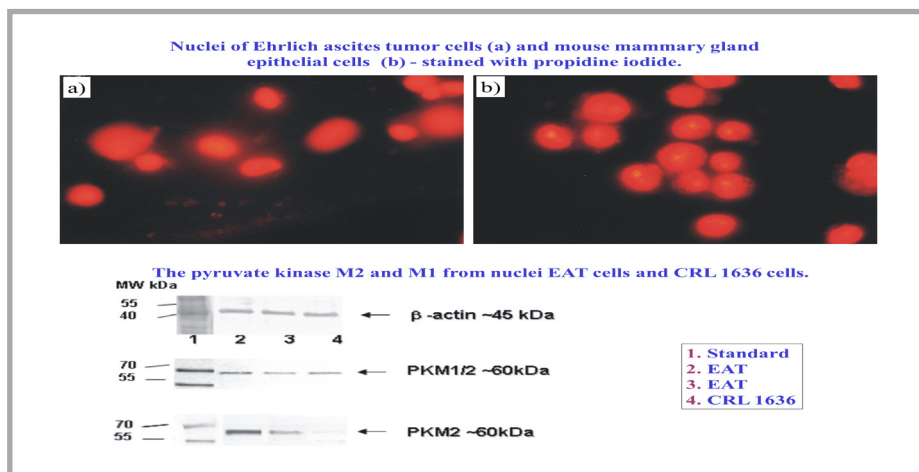 Nuclei of Ehrlich ascites tumor cells (a) and mouse mammary gland
epithelial cells (b) - stained with propidine iodide.
a)
b)
The pyruvate kinase M2 and M1 from nuclei EAT cells and CRL 1636 cells.
MW kDa
55
40
β -actin ~45 kDa
1 2 3 4
70
55
PKM1/2 ~60kDa
70
55
PKM2 ~60kDa
1. Standard
2. EAT
3. EAT
4. CRL 1636